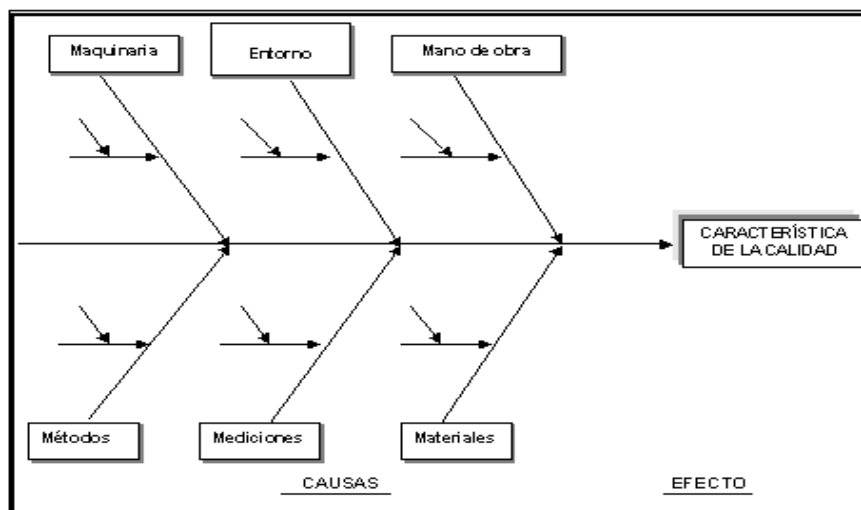 Maquinaria
Entorno
Mano de obra
CARACTERÍSTICA
DE LA CALIDAD
Métodos
Mediciones
Materiales
CAUSAS
EFECTO